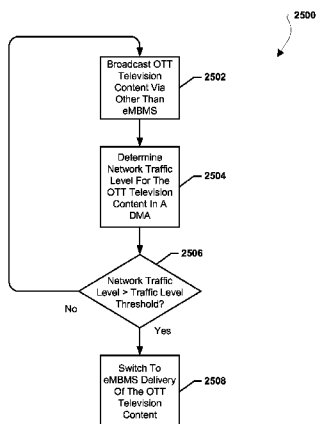 2500
Broadcast OTT
Television
Content Via
Other Than
eMBMS
2502
Determine
Network Traffic
Level For The
OTT Television
Content In A
DMA
2504
2506
Network Traffic
Level > Traffic Level
Threshold?
No
Yes
Switch To
eMBMS Delivery
Of The OTT
Television
Content
2508